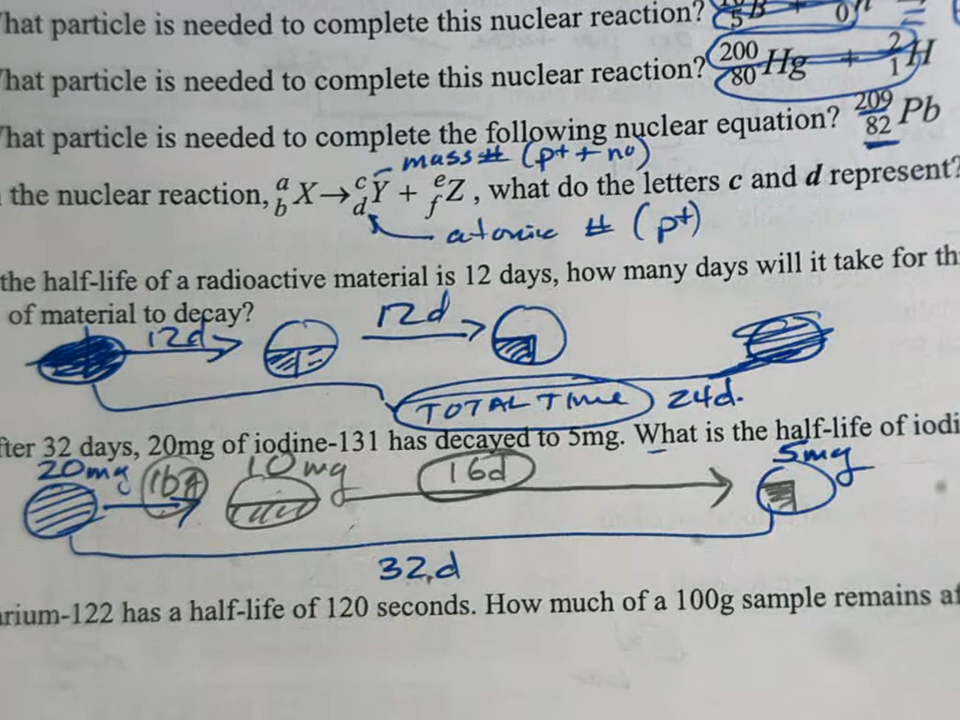 hat particle is needed to complete this nuclear reaction? 5 B + 0 n =
hat particle is needed to complete this nuclear reaction? 200 80 Hg + 2 1 H
hat particle is needed to complete the following nuclear equation? 209 82 Pb
mass # (p+ + no)
the nuclear reaction, a b X → c d Y + e f Z, what do the letters c and d represent?
atomic # (p+)
the half-life of a radioactive material is 12 days, how many days will it take for th
of material to decay?
12d 12d
TOTAL TIME 24d.
fter 32 days, 20mg of iodine-131 has decayed to 5mg. What is the half-life of iodi
20mg 16d 10mg 16d 5mg
32,d
rium-122 has a half-life of 120 seconds. How much of a 100g sample remains af